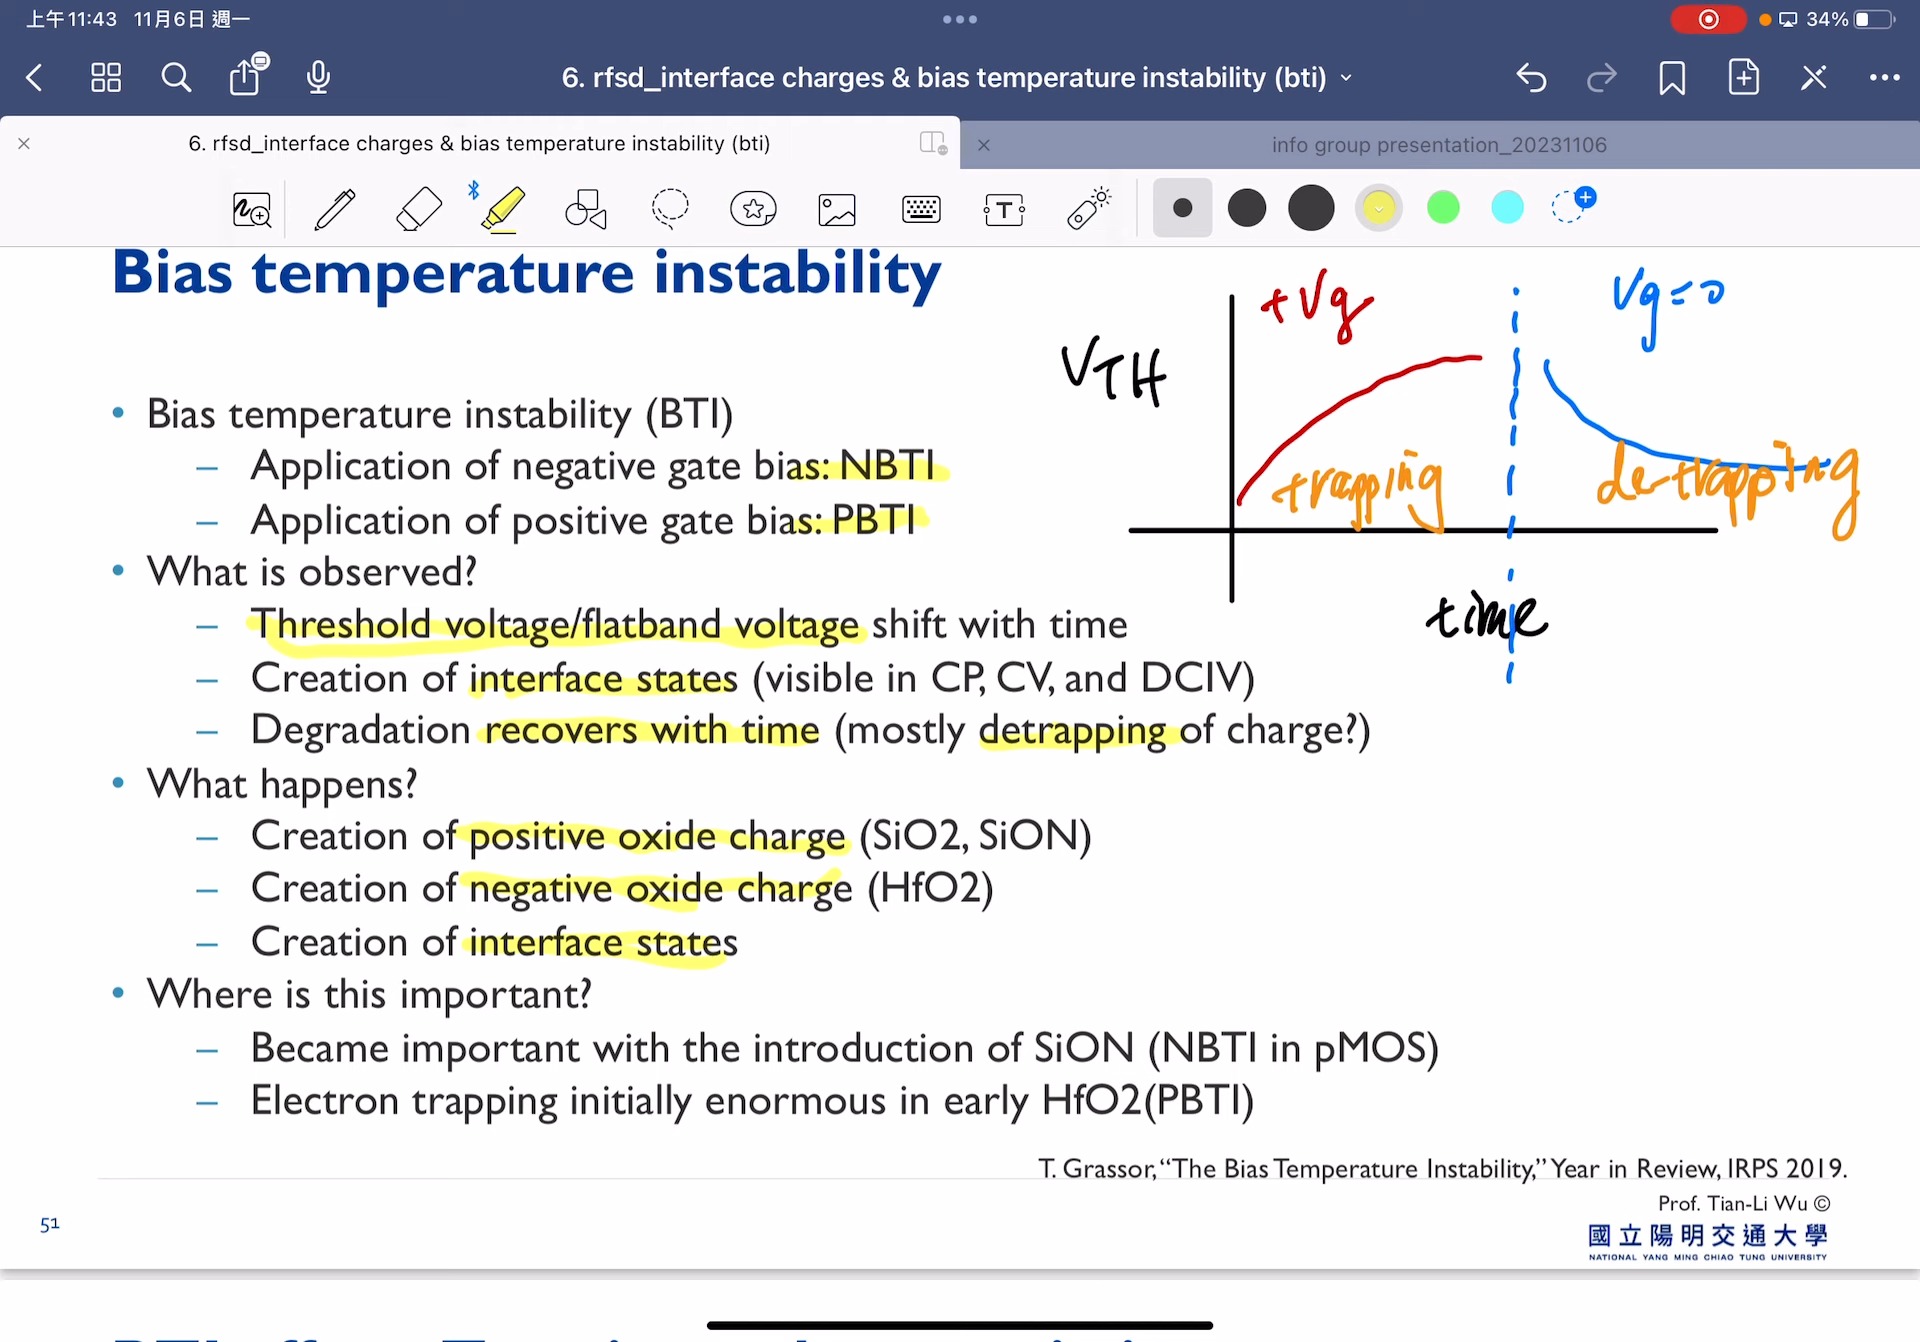 上午11:43 11月6日 週一
34%
6. rfsd_interface charges & bias temperature instability (bti)
6. rfsd_interface charges & bias temperature instability (bti)
info group presentation_20231106
Bias temperature instability
• Bias temperature instability (BTI)
– Application of negative gate bias: NBTI
– Application of positive gate bias: PBTI
• What is observed?
– Threshold voltage/flatband voltage shift with time
– Creation of interface states (visible in CP, CV, and DCIV)
– Degradation recovers with time (mostly detrapping of charge?)
• What happens?
– Creation of positive oxide charge (SiO2, SiON)
– Creation of negative oxide charge (HfO2)
– Creation of interface states
• Where is this important?
– Became important with the introduction of SiON (NBTI in pMOS)
– Electron trapping initially enormous in early HfO2(PBTI)
+Vg
Vg=0
VTH
trapping
de-trapping
time
T. Grassor, “The Bias Temperature Instability,” Year in Review, IRPS 2019.
Prof. Tian-Li Wu ©
51
國立陽明交通大學
NATIONAL YANG MING CHIAO TUNG UNIVERSITY